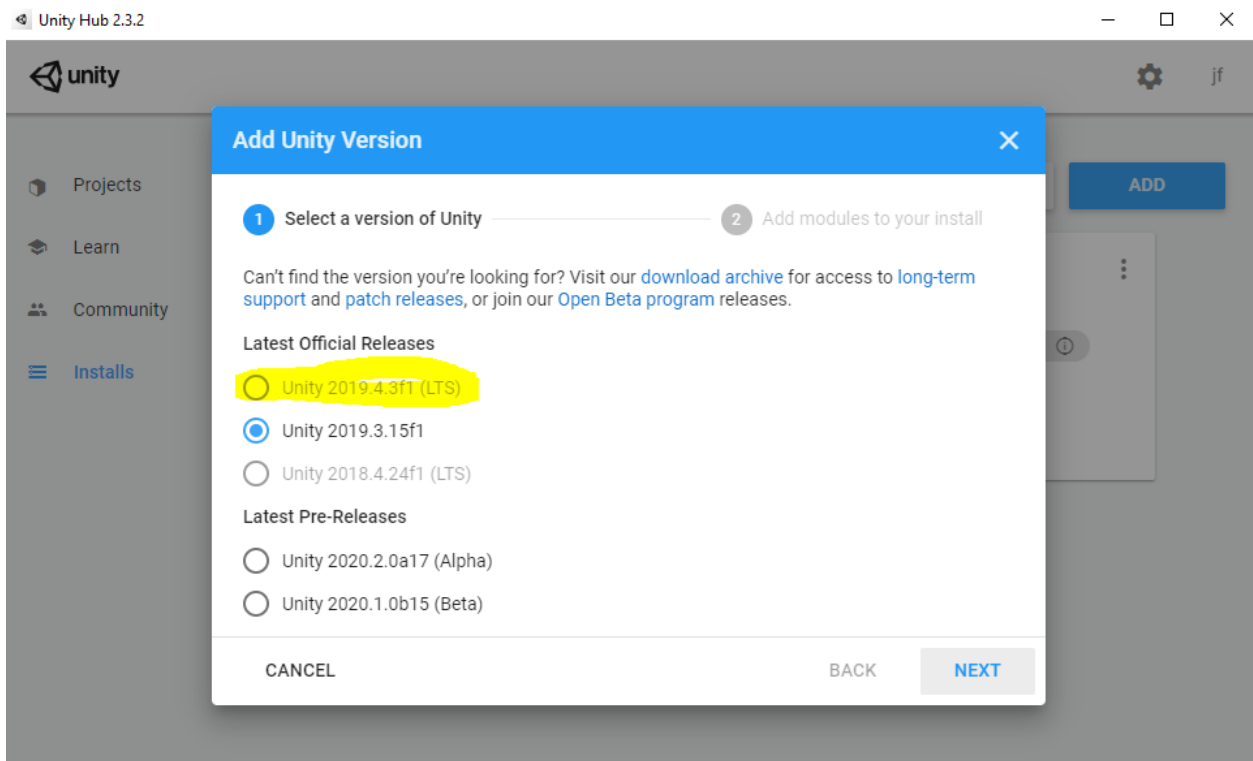 Unity Hub 2.3.2
unity
jf
Add Unity Version
Projects
Learn
Community
Installs
ADD
1 Select a version of Unity
2 Add modules to your install
Can't find the version you're looking for? Visit our download archive for access to long-term
support and patch releases, or join our Open Beta program releases.
Latest Official Releases
Unity 2019.4.3f1 (LTS)
Unity 2019.3.15f1
Unity 2018.4.24f1 (LTS)
Latest Pre-Releases
Unity 2020.2.0a17 (Alpha)
Unity 2020.1.0b15 (Beta)
CANCEL
BACK
NEXT